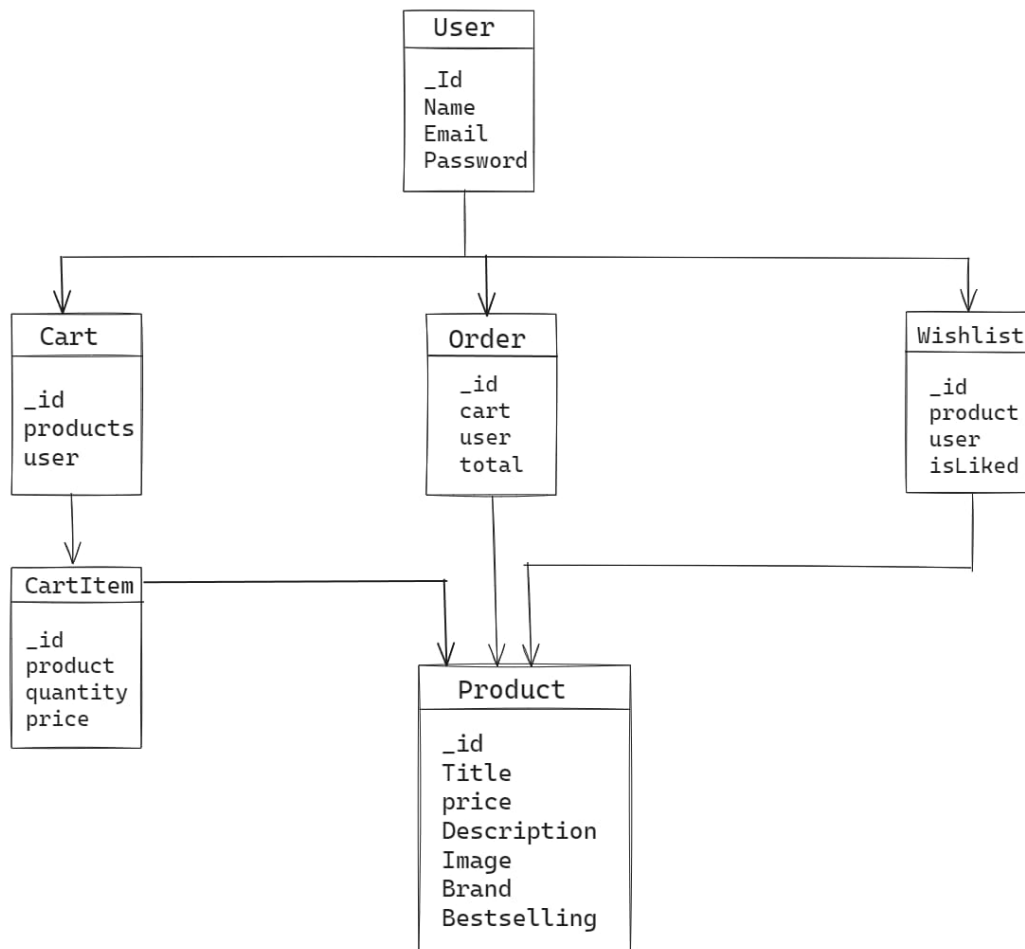 User
_Id
Name
Email
Password
Cart
_id
products
user
Order
_id
cart
user
total
Wishlist
_id
product
user
isLiked
CartItem
_id
product
quantity
price
Product
_id
Title
price
Description
Image
Brand
Bestselling